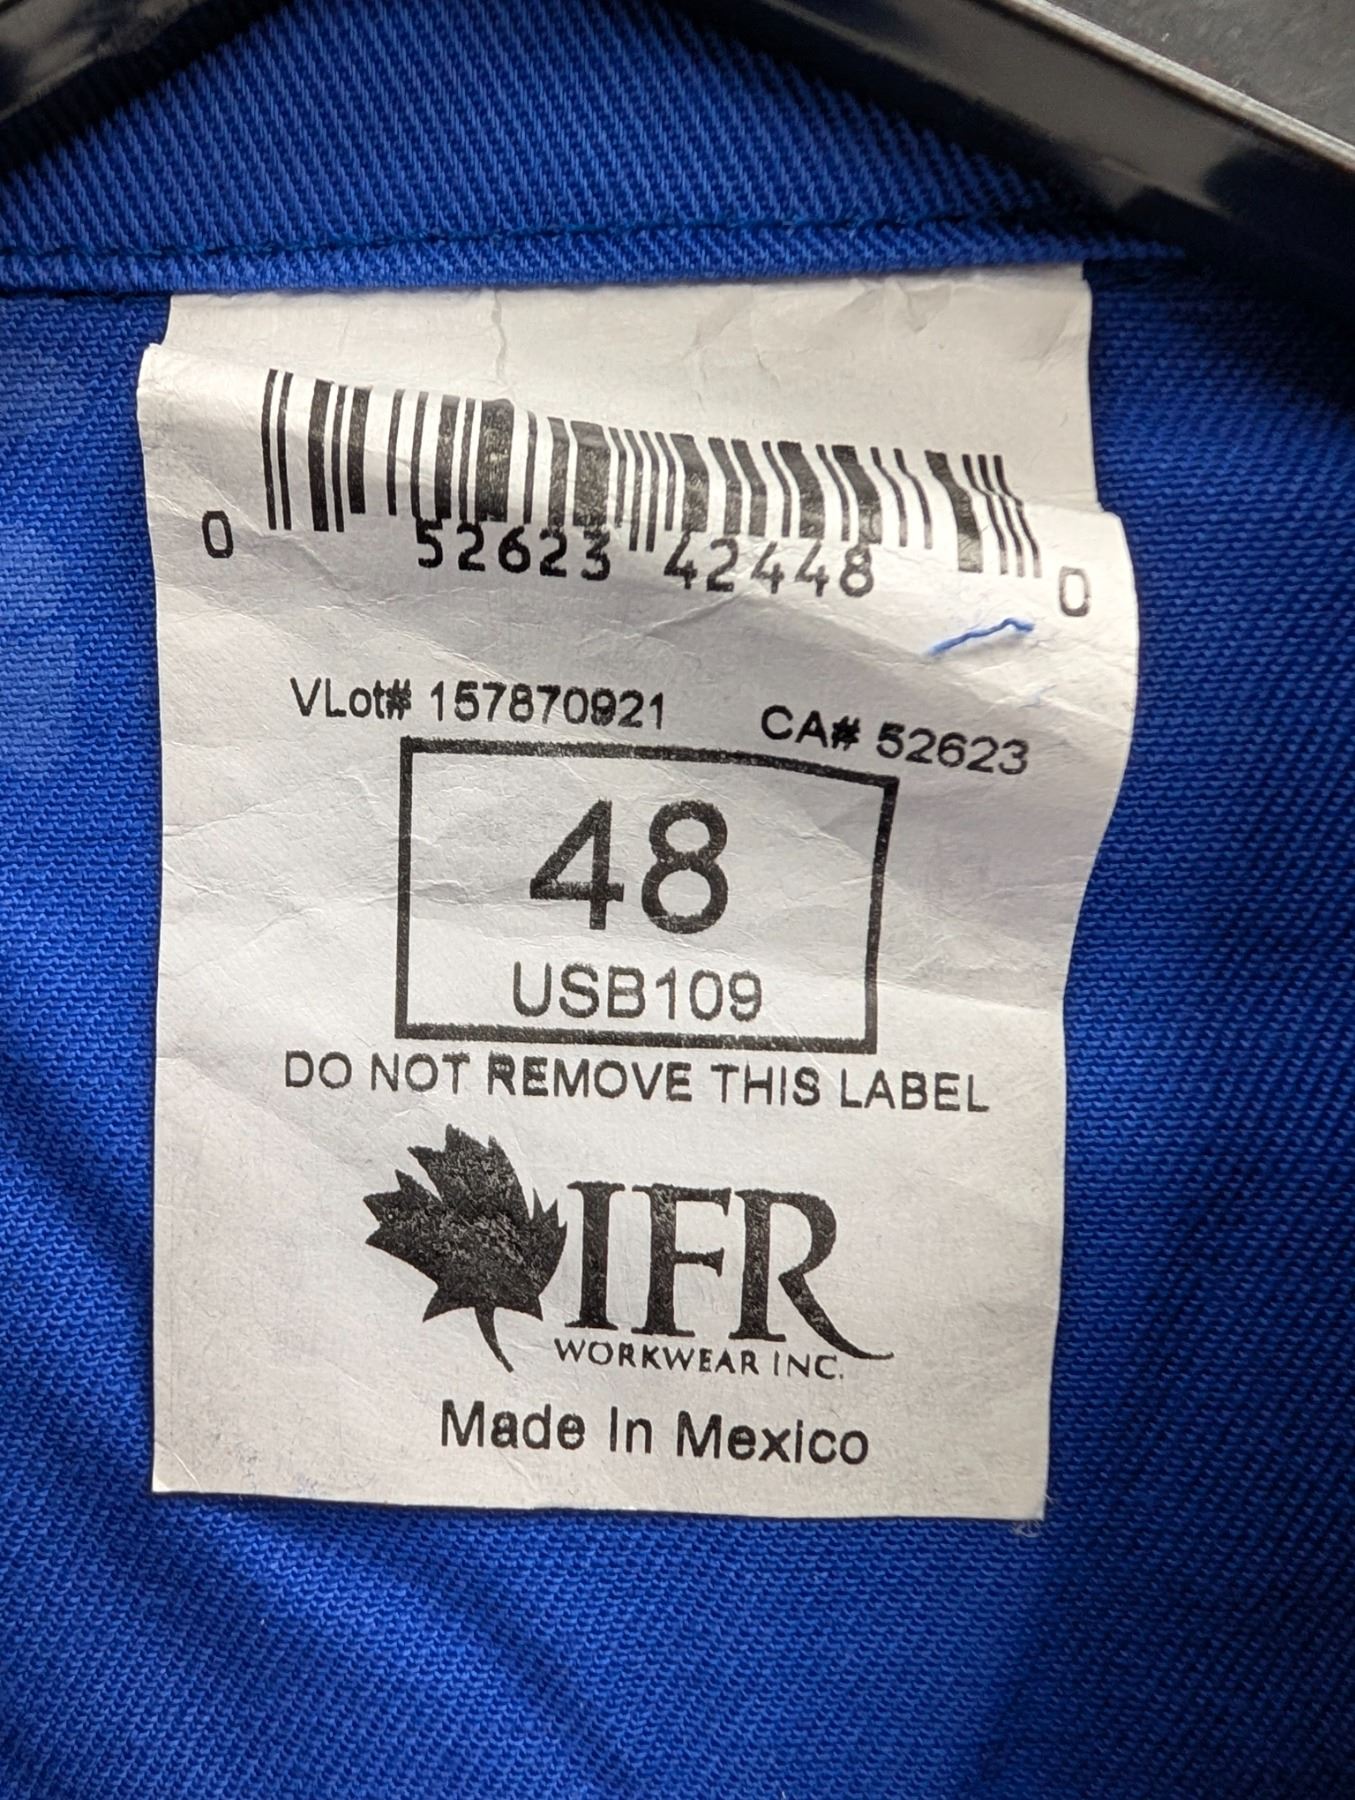 0 52623 42448 0
VLot# 157870921 CA# 52623
48
USB109
DO NOT REMOVE THIS LABEL
IFR
WORKWEAR INC.
Made In Mexico